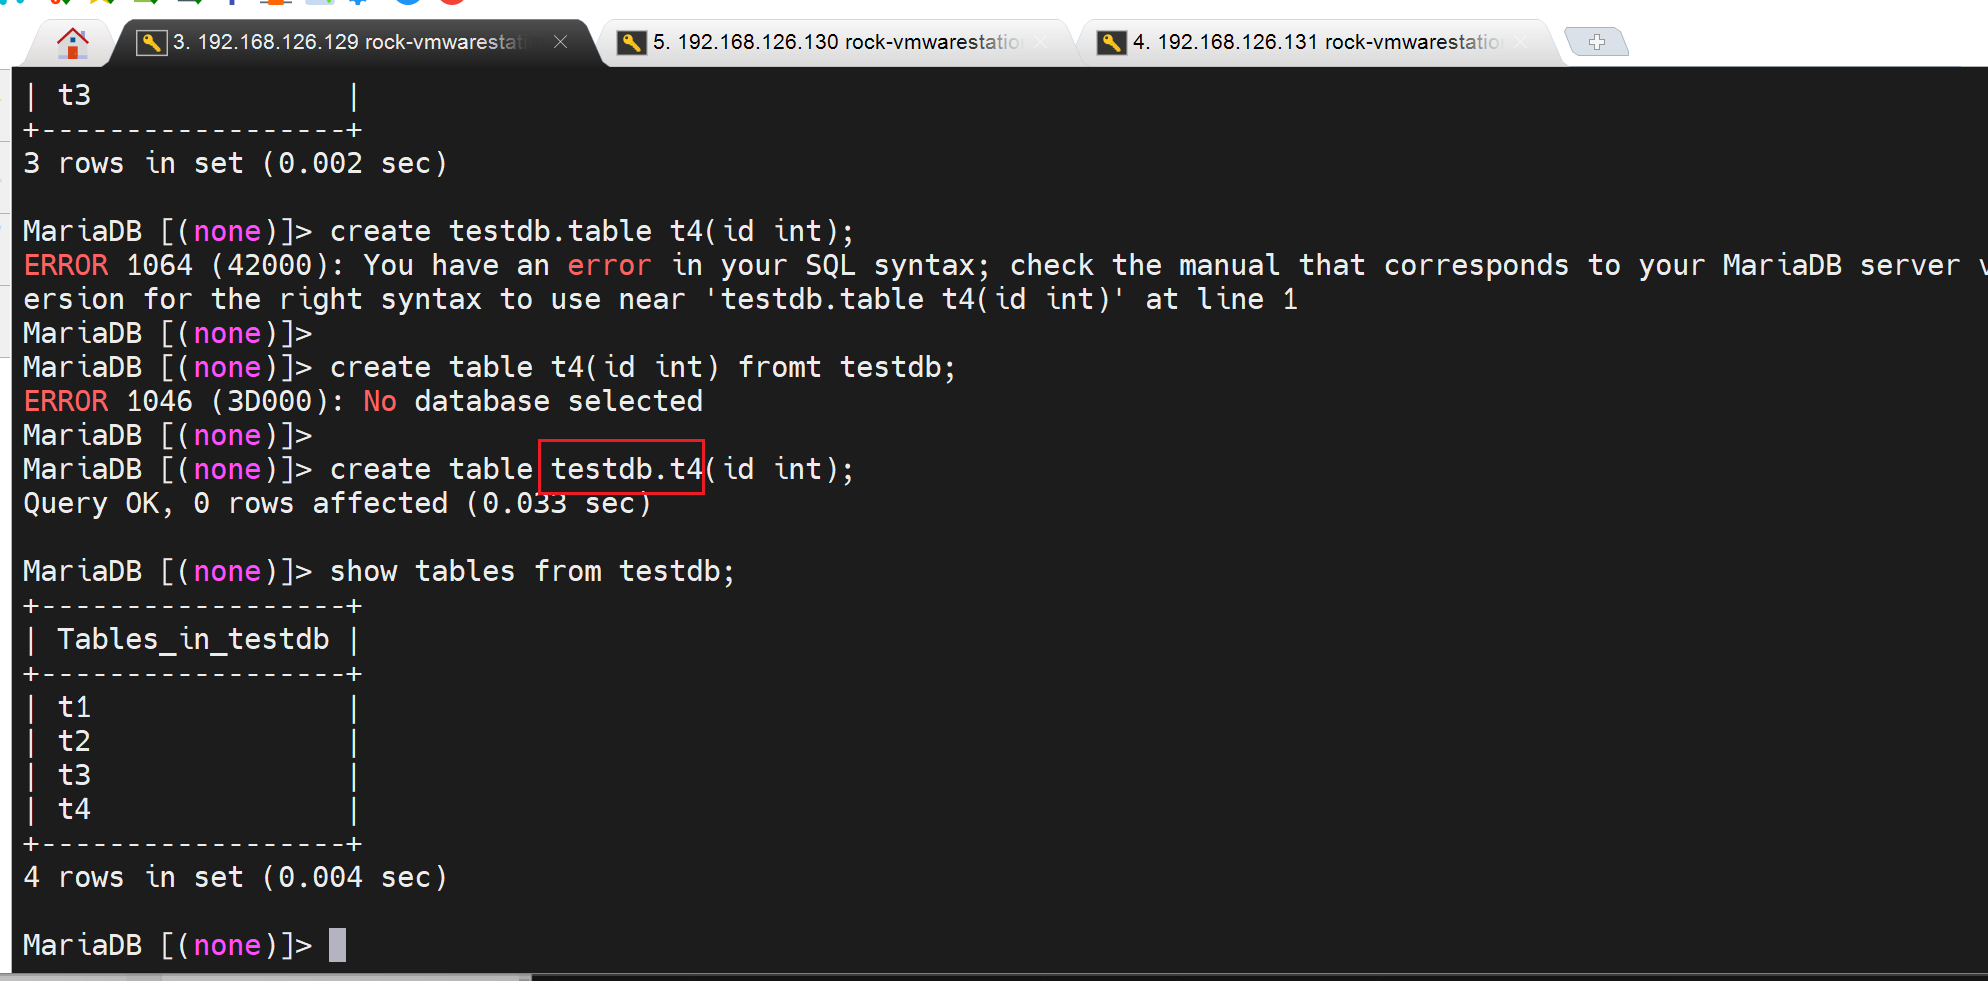 3. 192.168.126.129 rock-vmwarestati
5. 192.168.126.130 rock-vmwarestatio
4. 192.168.126.131 rock-vmwarestatio
| t3                |
+------------------+
3 rows in set (0.002 sec)
MariaDB [(none)]> create testdb.table t4(id int);
ERROR 1064 (42000): You have an error in your SQL syntax; check the manual that corresponds to your MariaDB server v
ersion for the right syntax to use near 'testdb.table t4(id int)' at line 1
MariaDB [(none)]>
MariaDB [(none)]> create table t4(id int) fromt testdb;
ERROR 1046 (3D000): No database selected
MariaDB [(none)]>
MariaDB [(none)]> create table testdb.t4(id int);
Query OK, 0 rows affected (0.033 sec)
MariaDB [(none)]> show tables from testdb;
+------------------+
| Tables_in_testdb |
+------------------+
| t1               |
| t2               |
| t3               |
| t4               |
+------------------+
4 rows in set (0.004 sec)
MariaDB [(none)]>